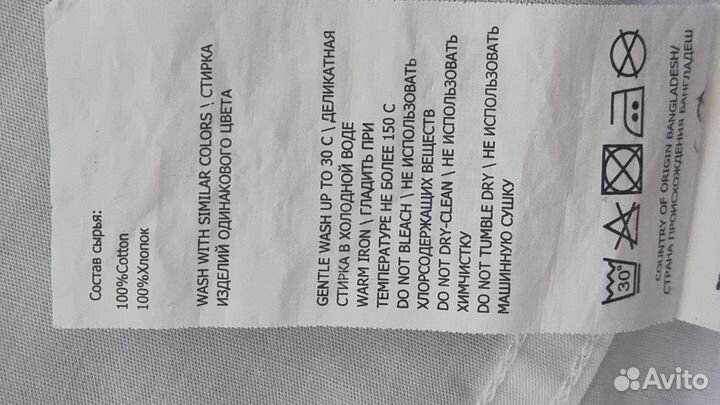 Состав сырья:
100%Cotton
100%Хлопок
WASH WITH SIMILAR COLORS \ СТИРКА
ИЗДЕЛИЙ ОДИНАКОВОГО ЦВЕТА
GENTLE WASH UP TO 30 C \ ДЕЛИКАТНАЯ
СТИРКА В ХОЛОДНОЙ ВОДЕ
WARM IRON \ ГЛАДИТЬ ПРИ
ТЕМПЕРАТУРЕ НЕ БОЛЕЕ 150 С
DO NOT BLEACH \ НЕ ИСПОЛЬЗОВАТЬ
ХЛОРСОДЕРЖАЩИХ ВЕЩЕСТВ
DO NOT DRY-CLEAN \ НЕ ИСПОЛЬЗОВАТЬ
ХИМЧИСТКУ
DO NOT TUMBLE DRY \ НЕ ИСПОЛЬЗОВАТЬ
МАШИННУЮ СУШКУ
30°
COUNTRY OF ORIGIN BANGLADESH/
СТРАНА ПРОИСХОЖДЕНИЯ БАНГЛАДЕШ
Avito